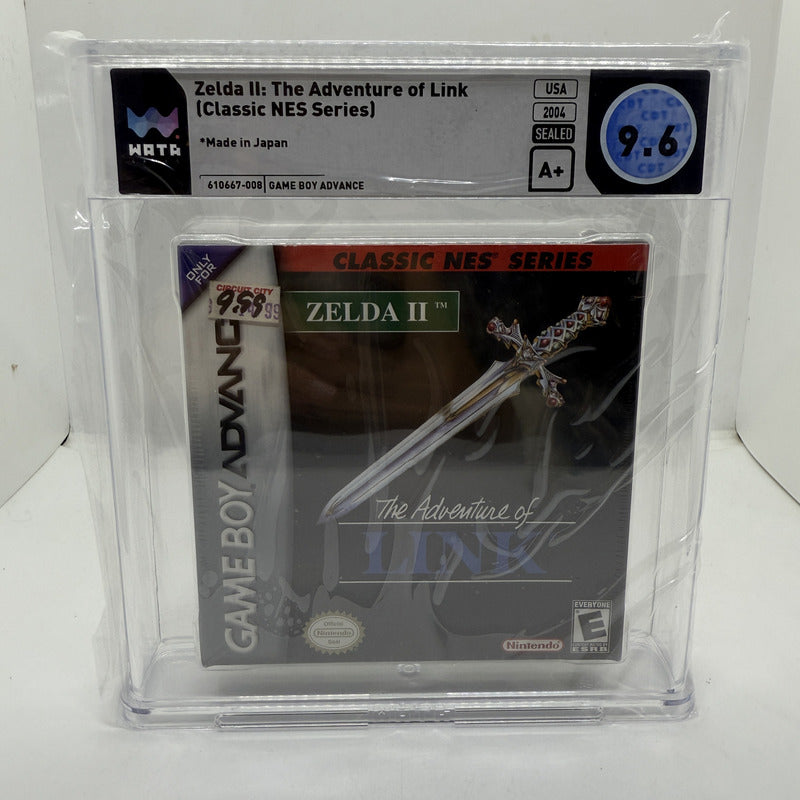 WATA
Zelda II: The Adventure of Link
(Classic NES Series)
*Made in Japan
610667-008 GAME BOY ADVANCE
USA
2004
SEALED
A+
9.6
ONLY
FOR
CLASSIC NES® SERIES
CIRCUIT CITY
9.99
ZELDA II™
GAME BOY ADVANCE
The Adventure of
LINK
Official
Nintendo
Seal
Nintendo
EVERYONE
E
ESRB